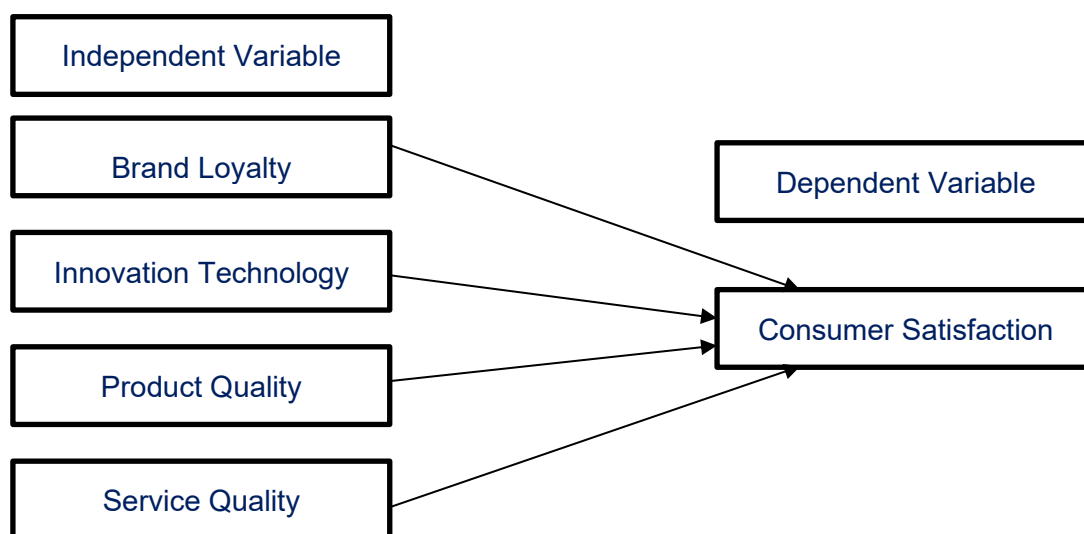 Independent Variable
Brand Loyalty
Innovation Technology
Product Quality
Service Quality
Dependent Variable
Consumer Satisfaction